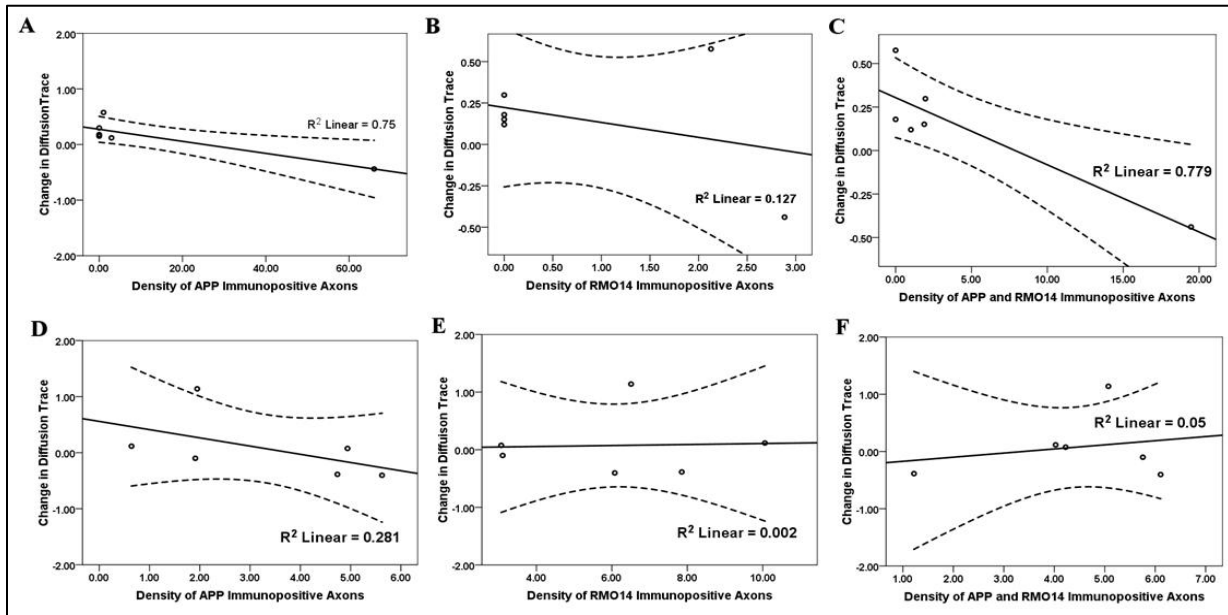 A
Change in DiffusionTrace
2.00
1.00
0.00
-1.00
-2.00
R² Linear = 0.75
0.00 20.00 40.00 60.00
Density of APP Immunopositive Axons
B
Change in Diffusion Trace
0.50
0.25
0.00
-0.25
-0.50
R² Linear = 0.127
0.00 0.50 1.00 1.50 2.00 2.50 3.00
Density of RMO14 Immunopositive Axons
C
Change in Diffusion Trace
0.50
0.25
0.00
-0.25
-0.50
R² Linear = 0.779
0.00 5.00 10.00 15.00 20.00
Density of APP and RMO14 Immunopositive Axons
D
Change in Diffusion Trace
2.00
1.00
0.00
-1.00
-2.00
R² Linear = 0.281
0.00 1.00 2.00 3.00 4.00 5.00 6.00
Density of APP Immunopositive Axons
E
Change in Diffuison Trace
2.00
1.00
0.00
-1.00
-2.00
R² Linear = 0.002
4.00 6.00 8.00 10.00
Density of RMO14 Immunopositive Axons
F
Change in Diffusion Trace
2.00
1.00
0.00
-1.00
-2.00
R² Linear = 0.05
1.00 2.00 3.00 4.00 5.00 6.00 7.00
Density of APP and RMO14 Immunopositive Axons